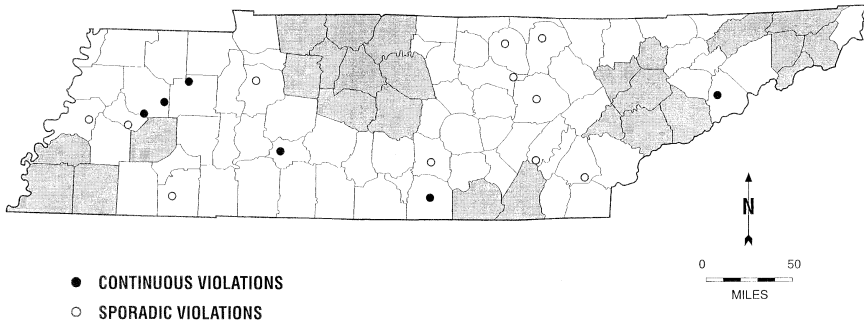 N
0 50
MILES
● CONTINUOUS VIOLATIONS
○ SPORADIC VIOLATIONS